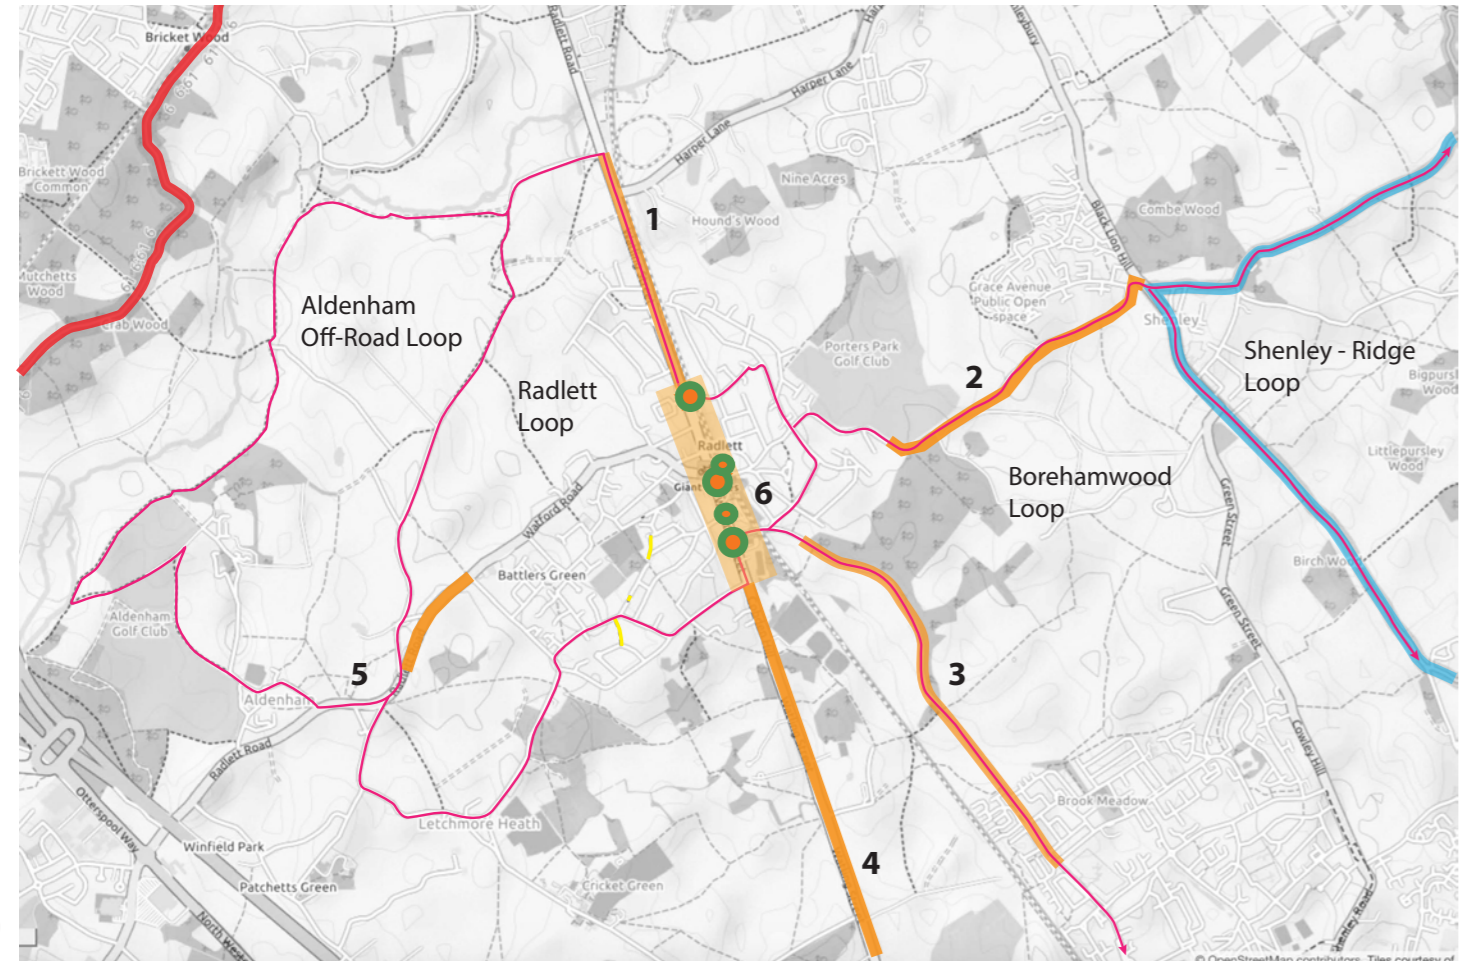 Bricket Wood
Radlett Road
Harper Lane
Harper Lane
Brickett Wood
Common
Nine Acres
1
Hound's Wood
Combe Wood
Black Lion Hill
Mutchetts
Wood
Crab Wood
Aldenham
Off-Road Loop
Grace Avenue
Public Open
space
Shenley
Shenley - Ridge
Loop
Porters Park
Golf Club
2
Radlett
Loop
Radlett
Littlepursley
Wood
Borehamwood
Loop
6
Watford Road
Green Street
Battlers Green
Birch Wood
Aldenham
Golf Club
Green Street
5
3
Aldenham
Radlett Road
Cowley Hill
Otterspool Way
Brook Meadow
Letchmore Heath
Winfield Park
4
Patchetts Green
Cricket Green
Shenley Road
© OpenStreetMap contributors. Tiles courtesy of